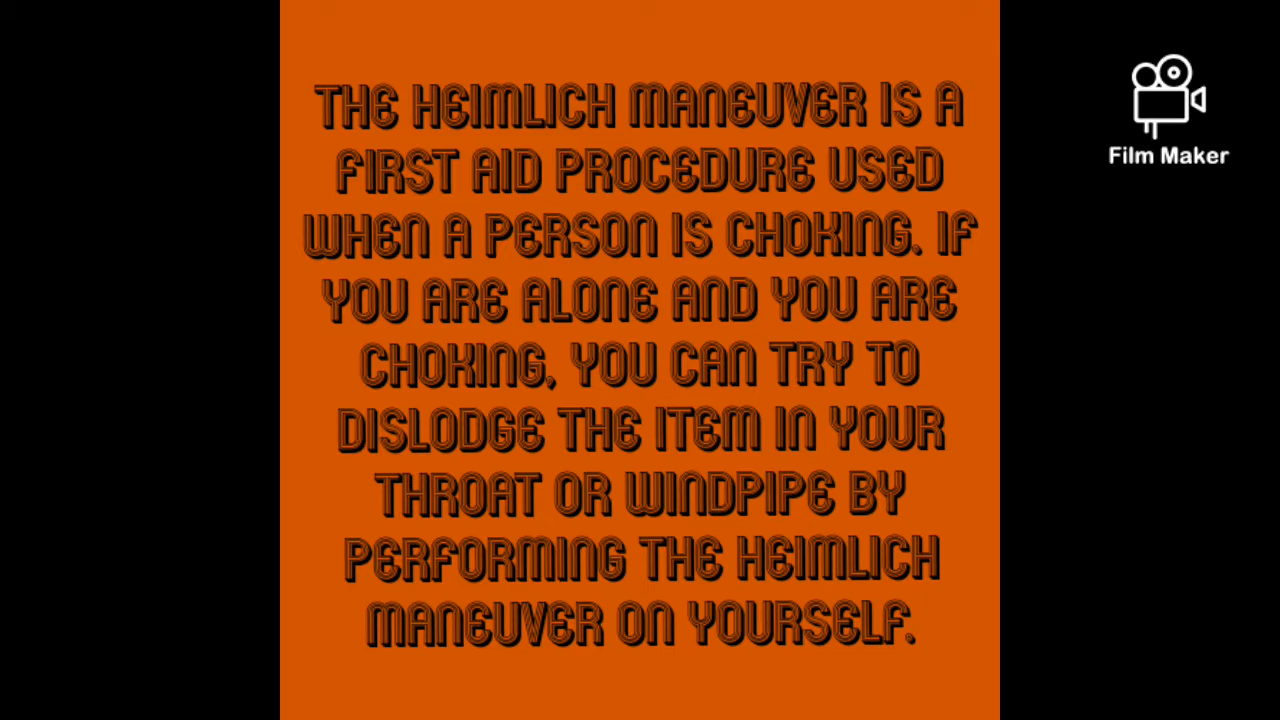 THE HEIMLICH MANEUVER IS A
FIRST AID PROCEDURE USED
WHEN A PERSON IS CHOKING. IF
YOU ARE ALONE AND YOU ARE
CHOKING, YOU CAN TRY TO
DISLODGE THE ITEM IN YOUR
THROAT OR WINDPIPE BY
PERFORMING THE HEIMLICH
MANEUVER ON YOURSELF.
Film Maker